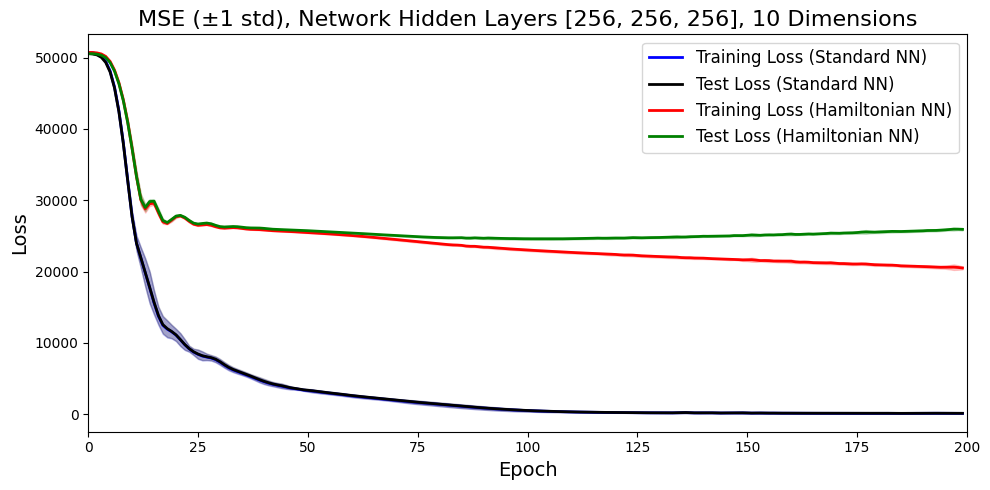 MSE (±1 std), Network Hidden Layers [256, 256, 256], 10 Dimensions
Training Loss (Standard NN)
Test Loss (Standard NN)
Training Loss (Hamiltonian NN)
Test Loss (Hamiltonian NN)
Loss
50000
40000
30000
20000
10000
0
0 25 50 75 100 125 150 175 200
Epoch